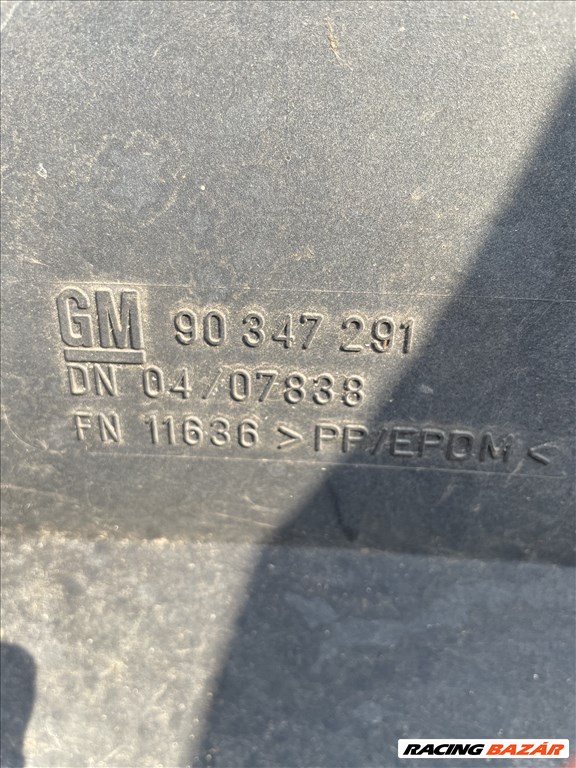 GM 90 347 291
DN 04/07838
FN 11636 >PP/EPDM<
RACING BAZÁR